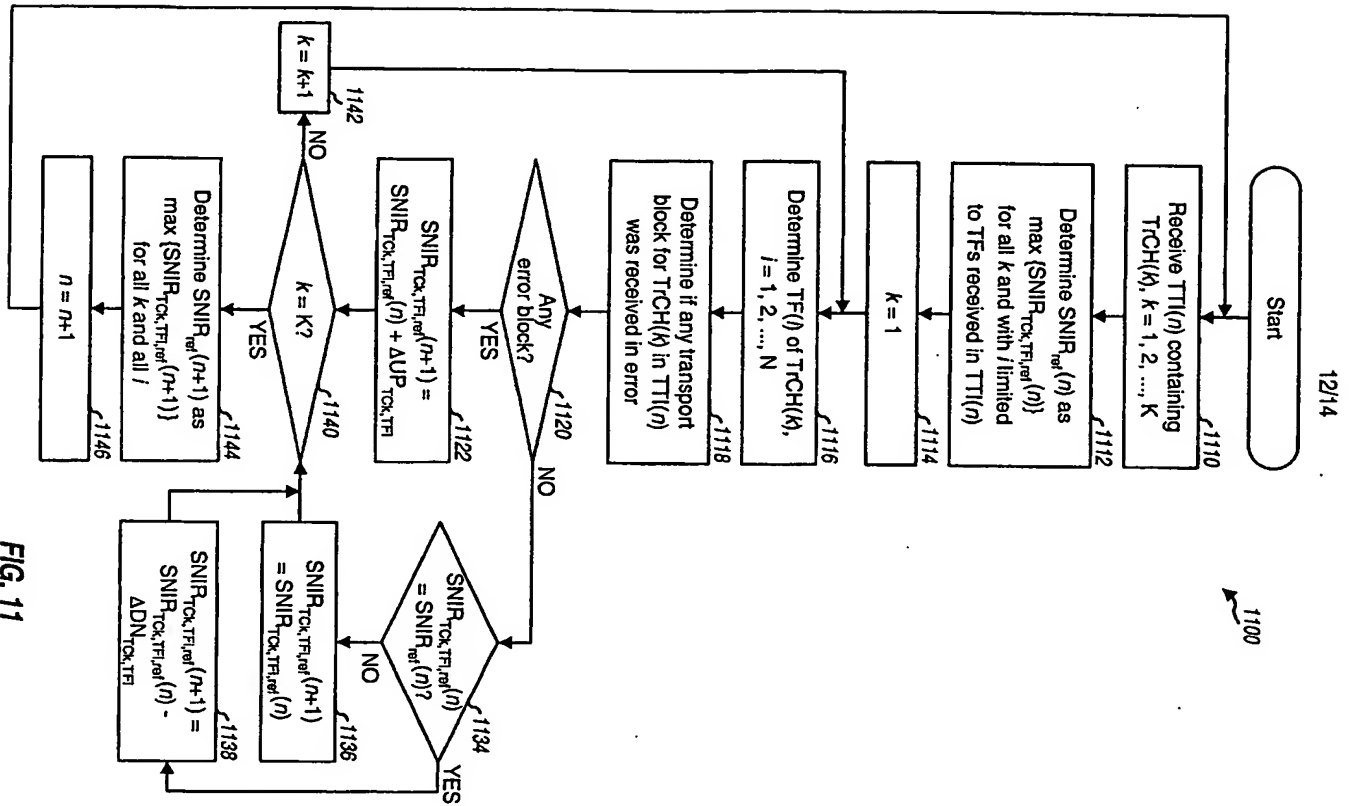 12/14
1100
Start
Receive TTI(n) containing
TrCH(k), k = 1, 2, ..., K
1110
Determine SNIR_ref(n) as
max {SNIR_TCk,TFi,ref(n)}
for all k and with i limited
to TFs received in TTI(n)
1112
k = 1
1114
Determine TF(i) of TrCH(k),
i = 1, 2, ..., N
1116
Determine if any transport
block for TrCH(k) in TTI(n)
was received in error
1118
Any
error block?
1120
NO
YES
SNIR_TCk,TFi,ref(n+1) =
SNIR_TCk,TFi,ref(n) + ΔUP_TCk,TFi
1122
SNIR_TCk,TFi,ref(n)
= SNIR_ref(n)?
1134
NO
YES
SNIR_TCk,TFi,ref(n+1)
= SNIR_TCk,TFi,ref(n)
1136
SNIR_TCk,TFi,ref(n+1) =
SNIR_TCk,TFi,ref(n) -
ΔDN_TCk,TFi
1138
k = K?
1140
NO
YES
k = k+1
1142
Determine SNIR_ref(n+1) as
max {SNIR_TCk,TFi,ref(n+1)}
for all k and all i
1144
n = n+1
1146
FIG. 11